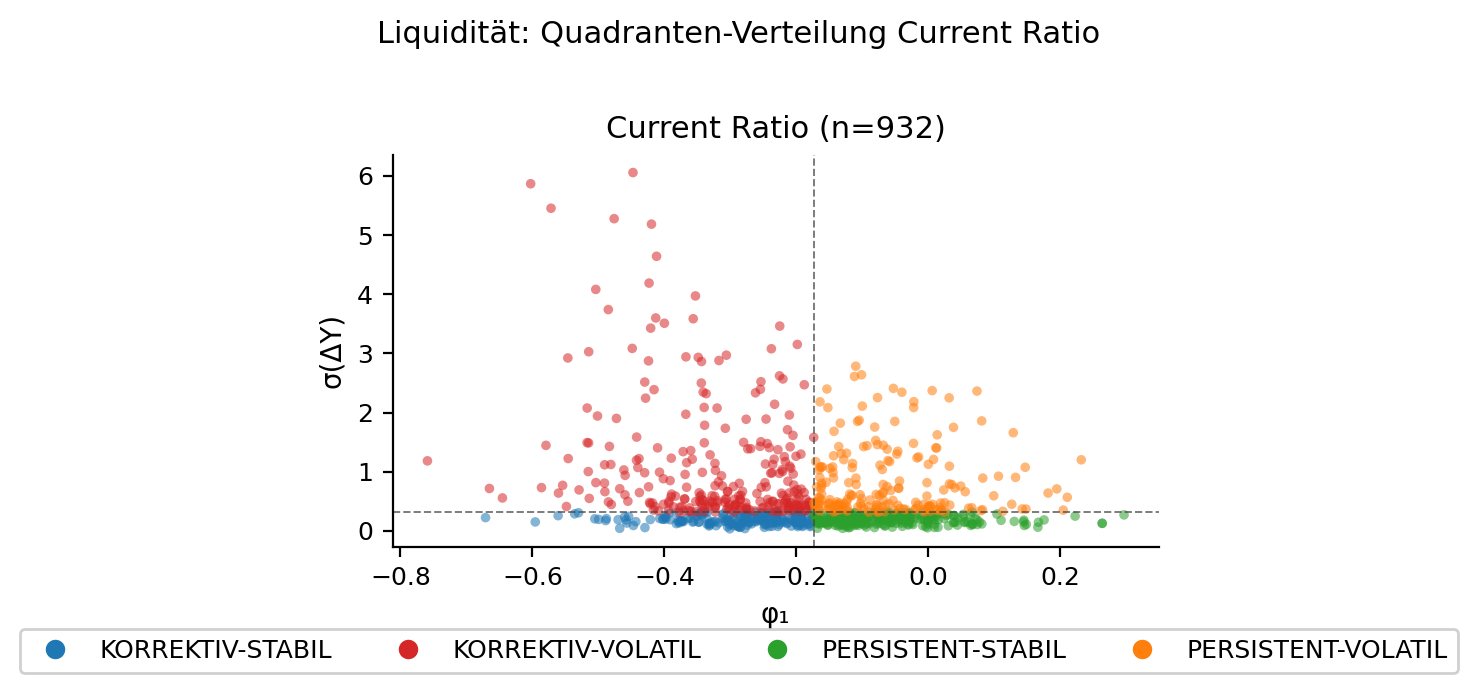 Liquidität: Quadranten-Verteilung Current Ratio
Current Ratio (n=932)
6
5
4
3
2
1
0
σ(ΔY)
−0.8 −0.6 −0.4 −0.2 0.0 0.2
φ₁
KORREKTIV-STABIL KORREKTIV-VOLATIL PERSISTENT-STABIL PERSISTENT-VOLATIL